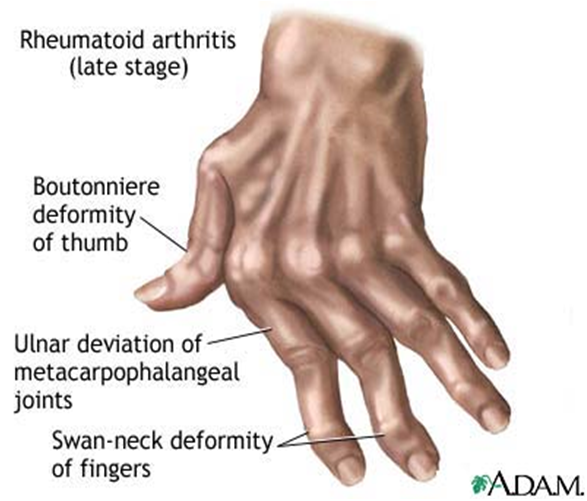 Rheumatoid arthritis
(late stage)
Boutonniere
deformity
of thumb
Ulnar deviation of
metacarpophalangeal
joints
Swan-neck deformity
of fingers
A.D.A.M.